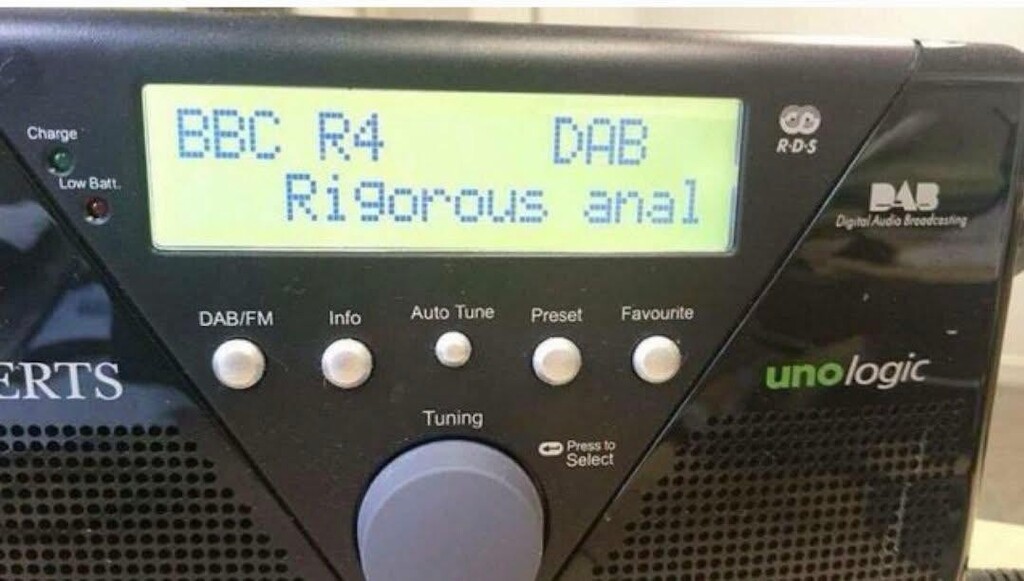 BBC R4 DAB
Rigorous anal
Charge
Low Batt.
R·D·S
DAB
Digital Audio Broadcasting
DAB/FM
Info
Auto Tune
Preset
Favourite
ERTS
unologic
Tuning
Press to
Select